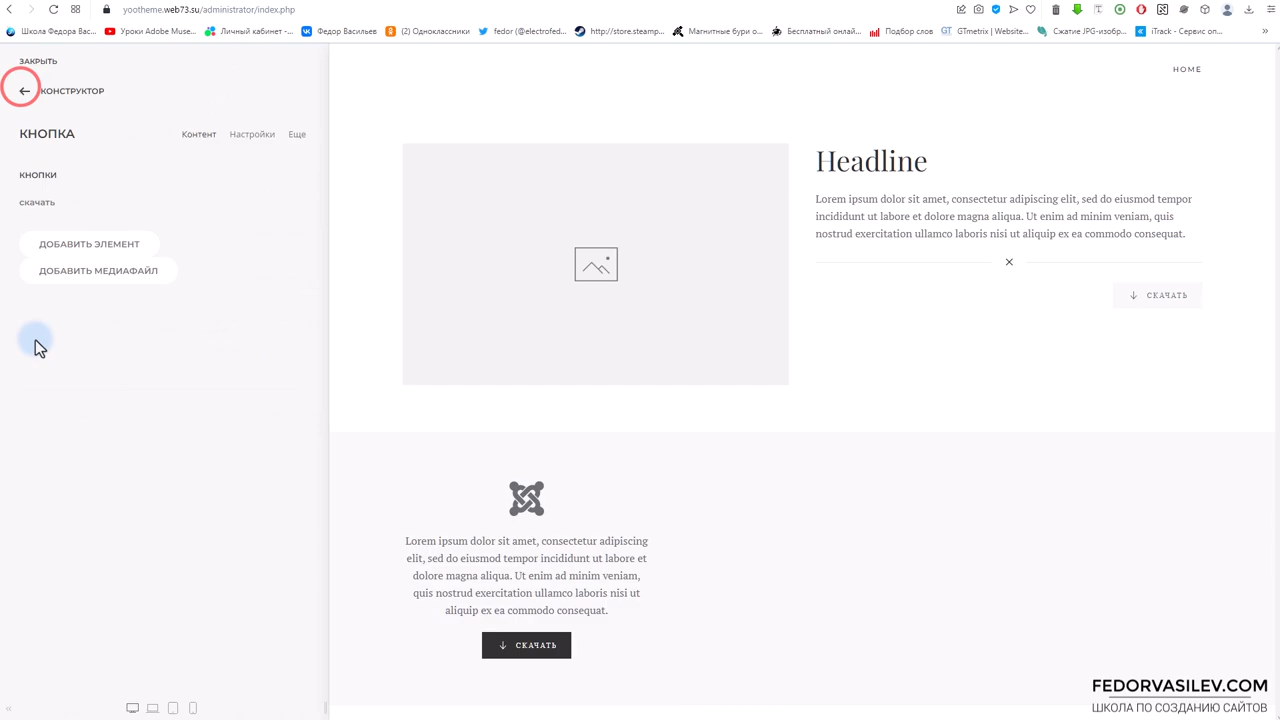 yootheme.web73.su/administrator/index.php
Школа Федора Вас...
Уроки Adobe Muse...
Личный кабинет -...
Федор Васильев
(2) Одноклассники
fedor (@electrofed...
http://store.steamp...
Магнитные бури о...
Бесплатный онлай...
Подбор слов
GTmetrix | Website...
Сжатие JPG-изобр...
iTrack - Сервис оп...
»
ЗАКРЫТЬ
КОНСТРУКТОР
КНОПКА
Контент
Настройки
Еще
КНОПКИ
скачать
ДОБАВИТЬ ЭЛЕМЕНТ
ДОБАВИТЬ МЕДИАФАЙЛ
HOME
Headline
Lorem ipsum dolor sit amet, consectetur adipiscing elit, sed do eiusmod tempor
incididunt ut labore et dolore magna aliqua. Ut enim ad minim veniam, quis
nostrud exercitation ullamco laboris nisi ut aliquip ex ea commodo consequat.
СКАЧАТЬ
Lorem ipsum dolor sit amet, consectetur adipiscing
elit, sed do eiusmod tempor incididunt ut labore et
dolore magna aliqua. Ut enim ad minim veniam,
quis nostrud exercitation ullamco laboris nisi ut
aliquip ex ea commodo consequat.
СКАЧАТЬ
FEDORVASILEV.COM
ШКОЛА ПО СОЗДАНИЮ САЙТОВ